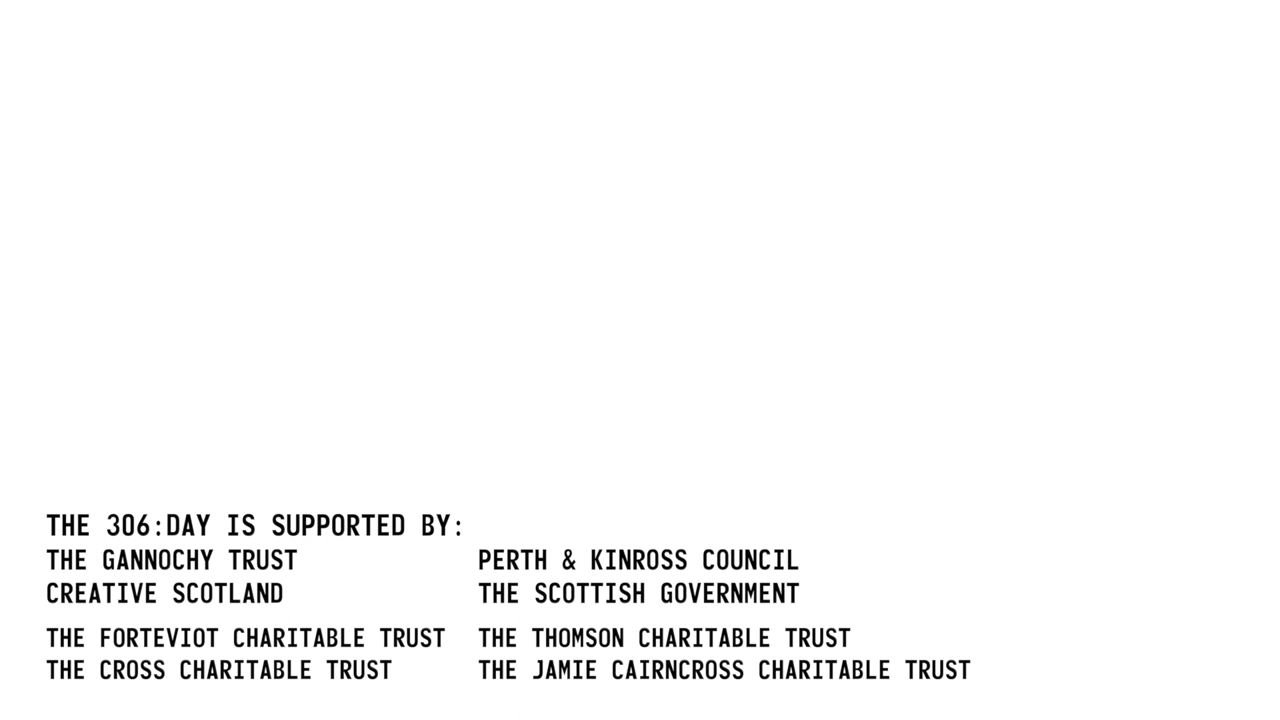 THE 306:DAY IS SUPPORTED BY:
THE GANNOCHY TRUST
CREATIVE SCOTLAND
PERTH & KINROSS COUNCIL
THE SCOTTISH GOVERNMENT
THE FORTEVIOT CHARITABLE TRUST
THE CROSS CHARITABLE TRUST
THE THOMSON CHARITABLE TRUST
THE JAMIE CAIRNCROSS CHARITABLE TRUST